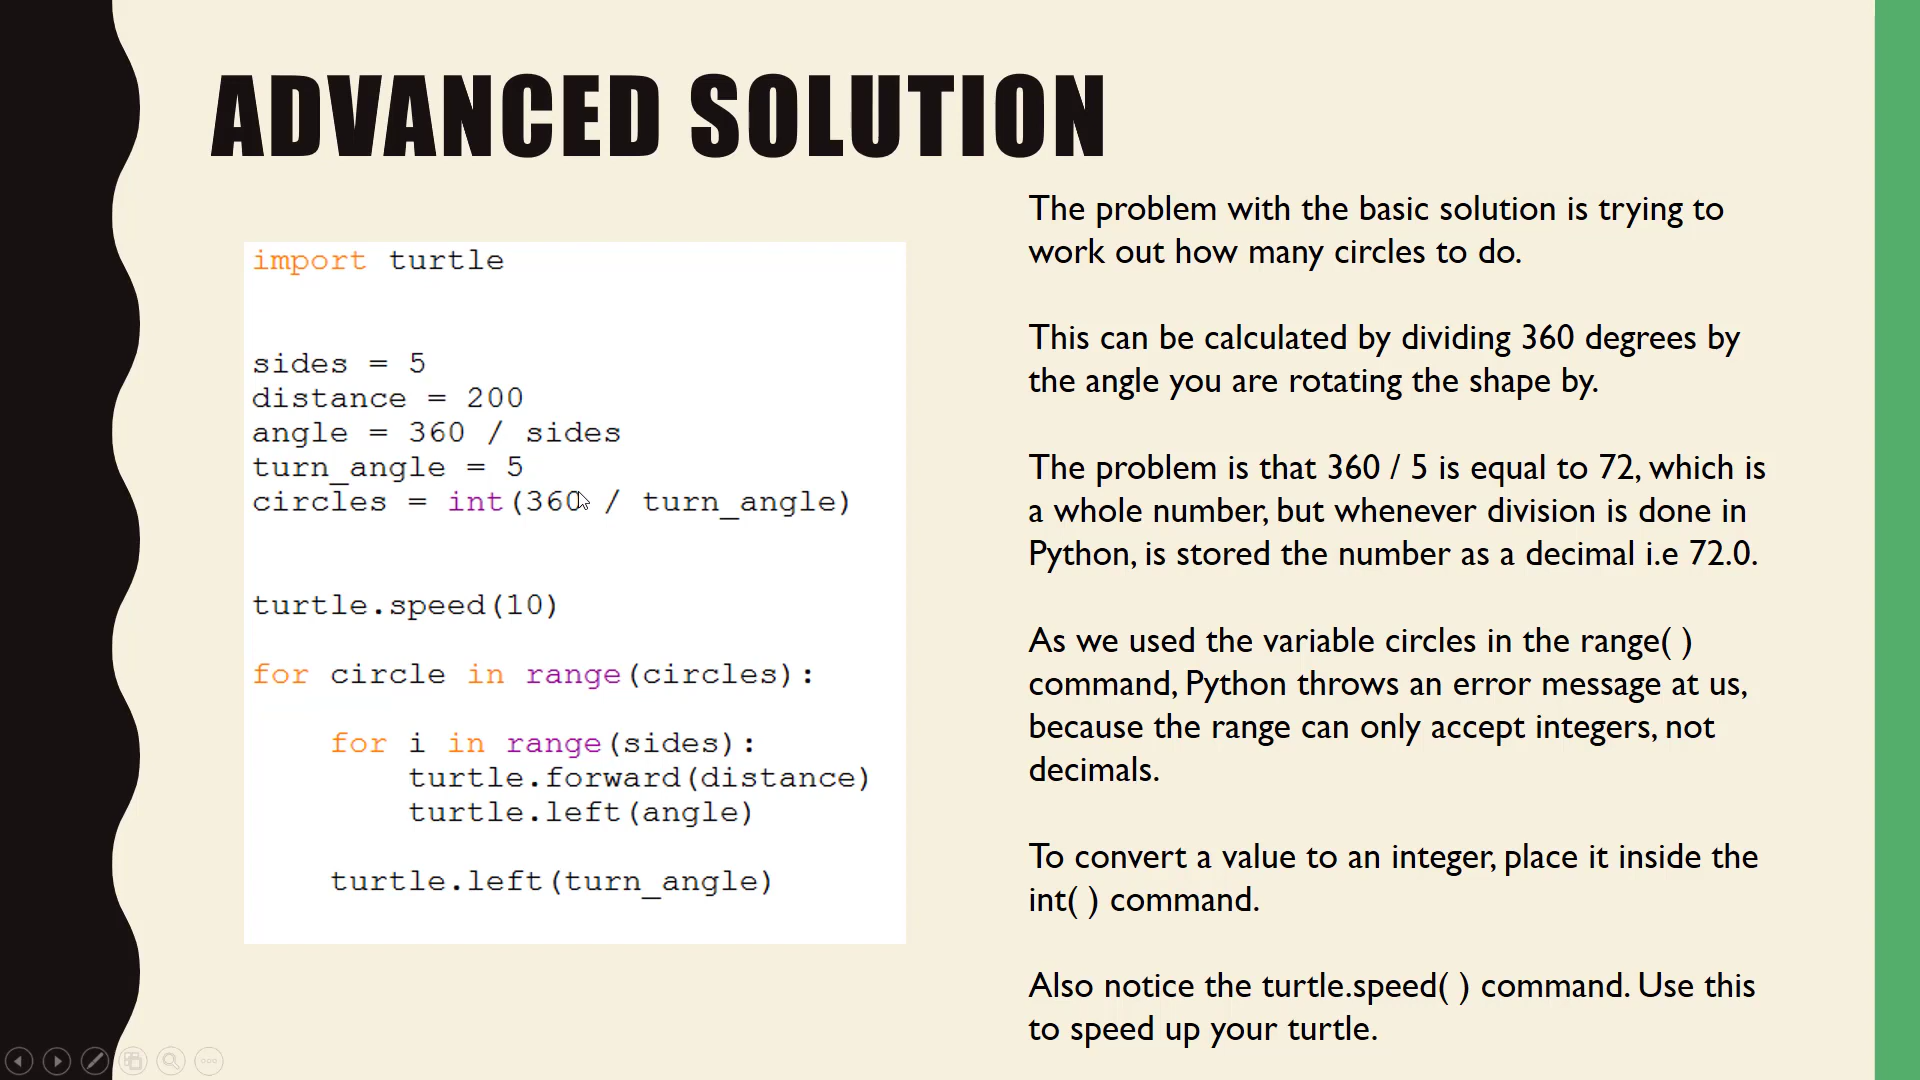 ADVANCED SOLUTION
import turtle
sides = 5
distance = 200
angle = 360 / sides
turn_angle = 5
circles = int(360 / turn_angle)
turtle.speed(10)
for circle in range(circles):
for i in range(sides):
turtle.forward(distance)
turtle.left(angle)
turtle.left(turn_angle)
The problem with the basic solution is trying to
work out how many circles to do.
This can be calculated by dividing 360 degrees by
the angle you are rotating the shape by.
The problem is that 360 / 5 is equal to 72, which is
a whole number, but whenever division is done in
Python, is stored the number as a decimal i.e 72.0.
As we used the variable circles in the range( )
command, Python throws an error message at us,
because the range can only accept integers, not
decimals.
To convert a value to an integer, place it inside the
int( ) command.
Also notice the turtle.speed( ) command. Use this
to speed up your turtle.